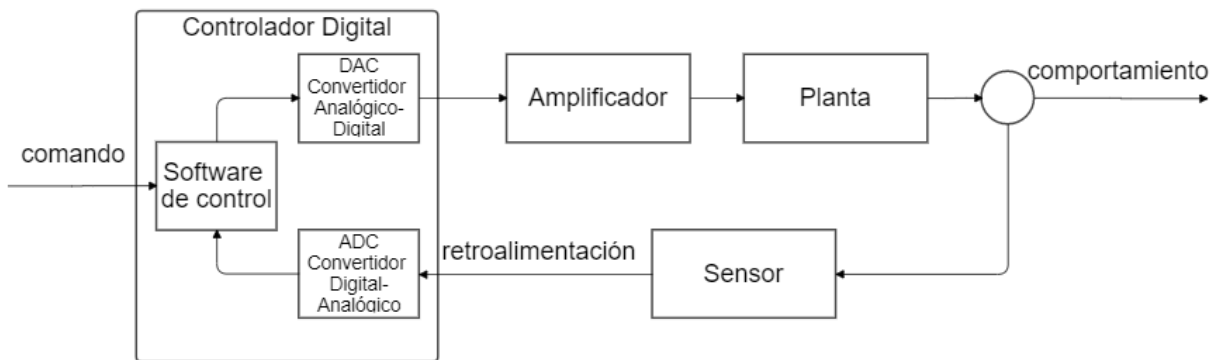 Controlador Digital
DAC
Convertidor
Analógico-
Digital
Amplificador
Planta
comportamiento
comando
Software
de control
ADC
Convertidor
Digital-
Analógico
retroalimentación
Sensor